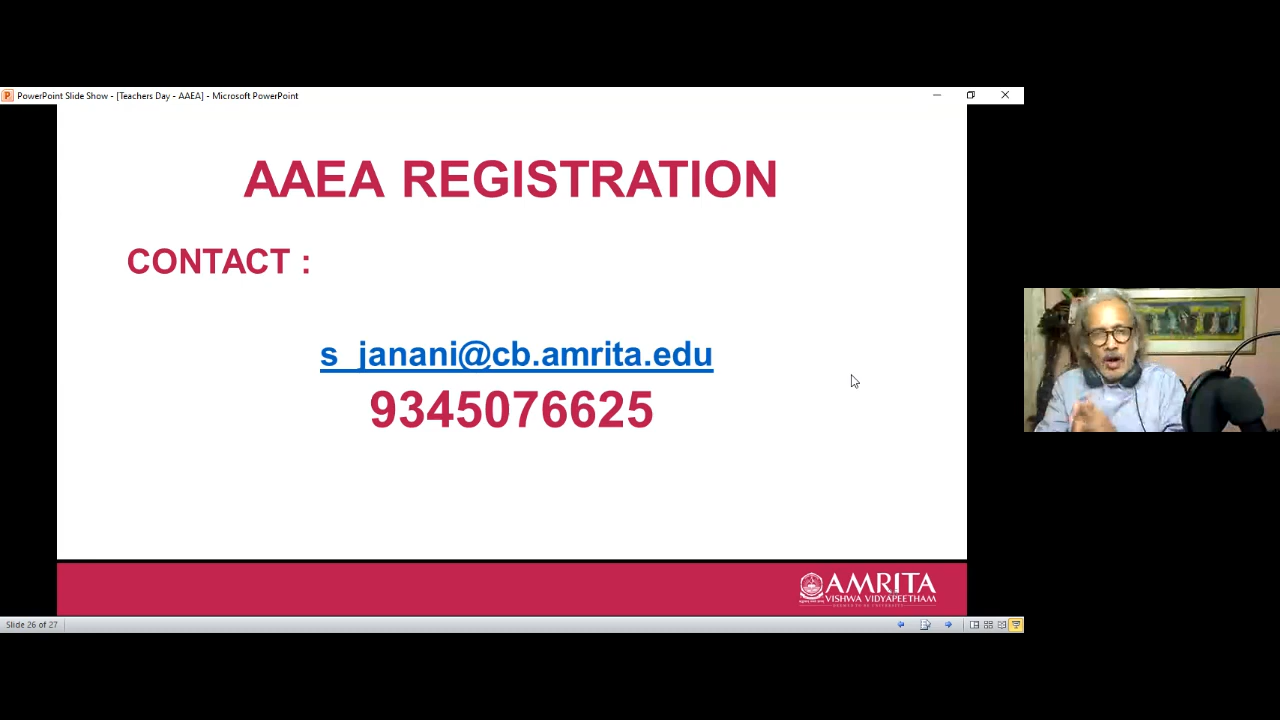 PowerPoint Slide Show - [Teachers Day - AAEA] - Microsoft PowerPoint
AAEA REGISTRATION
CONTACT :
s_janani@cb.amrita.edu
9345076625
AMRITA
VISHWA VIDYAPEETHAM
Slide 26 of 27